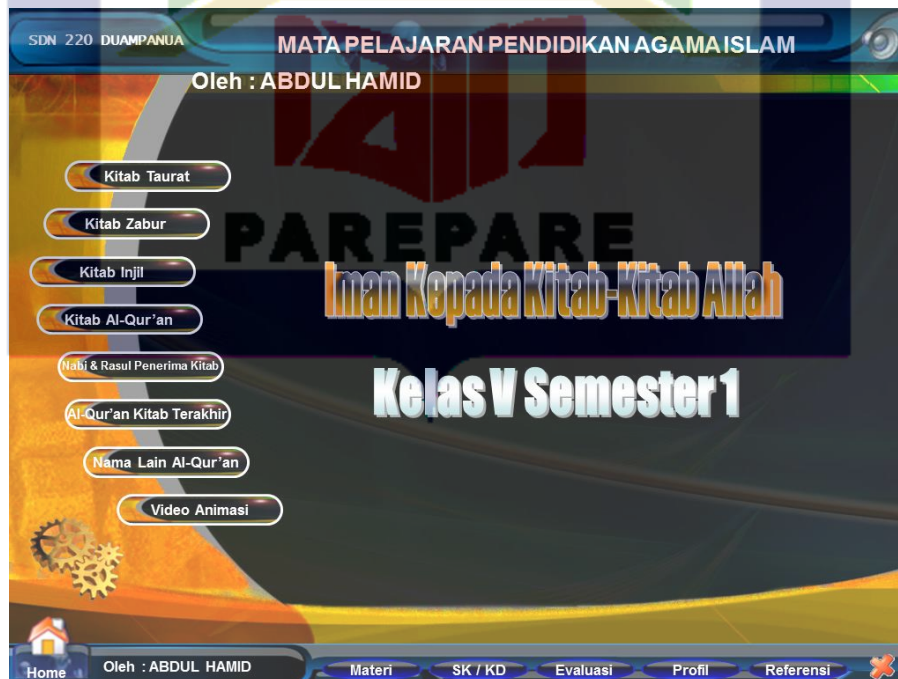 SDN 220 DUAMPANUA
MATA PELAJARAN PENDIDIKAN AGAMA ISLAM
Oleh : ABDUL HAMID
Kitab Taurat
Kitab Zabur
Kitab Injil
Kitab Al-Qur'an
Nabi & Rasul Penerima Kitab
Al-Qur'an Kitab Terakhir
Nama Lain Al-Qur'an
Video Animasi
PAREPARE
Iman Kepada Kitab-Kitab Allah
Kelas V Semester 1
Home
Oleh : ABDUL HAMID
Materi
SK / KD
Evaluasi
Profil
Referensi